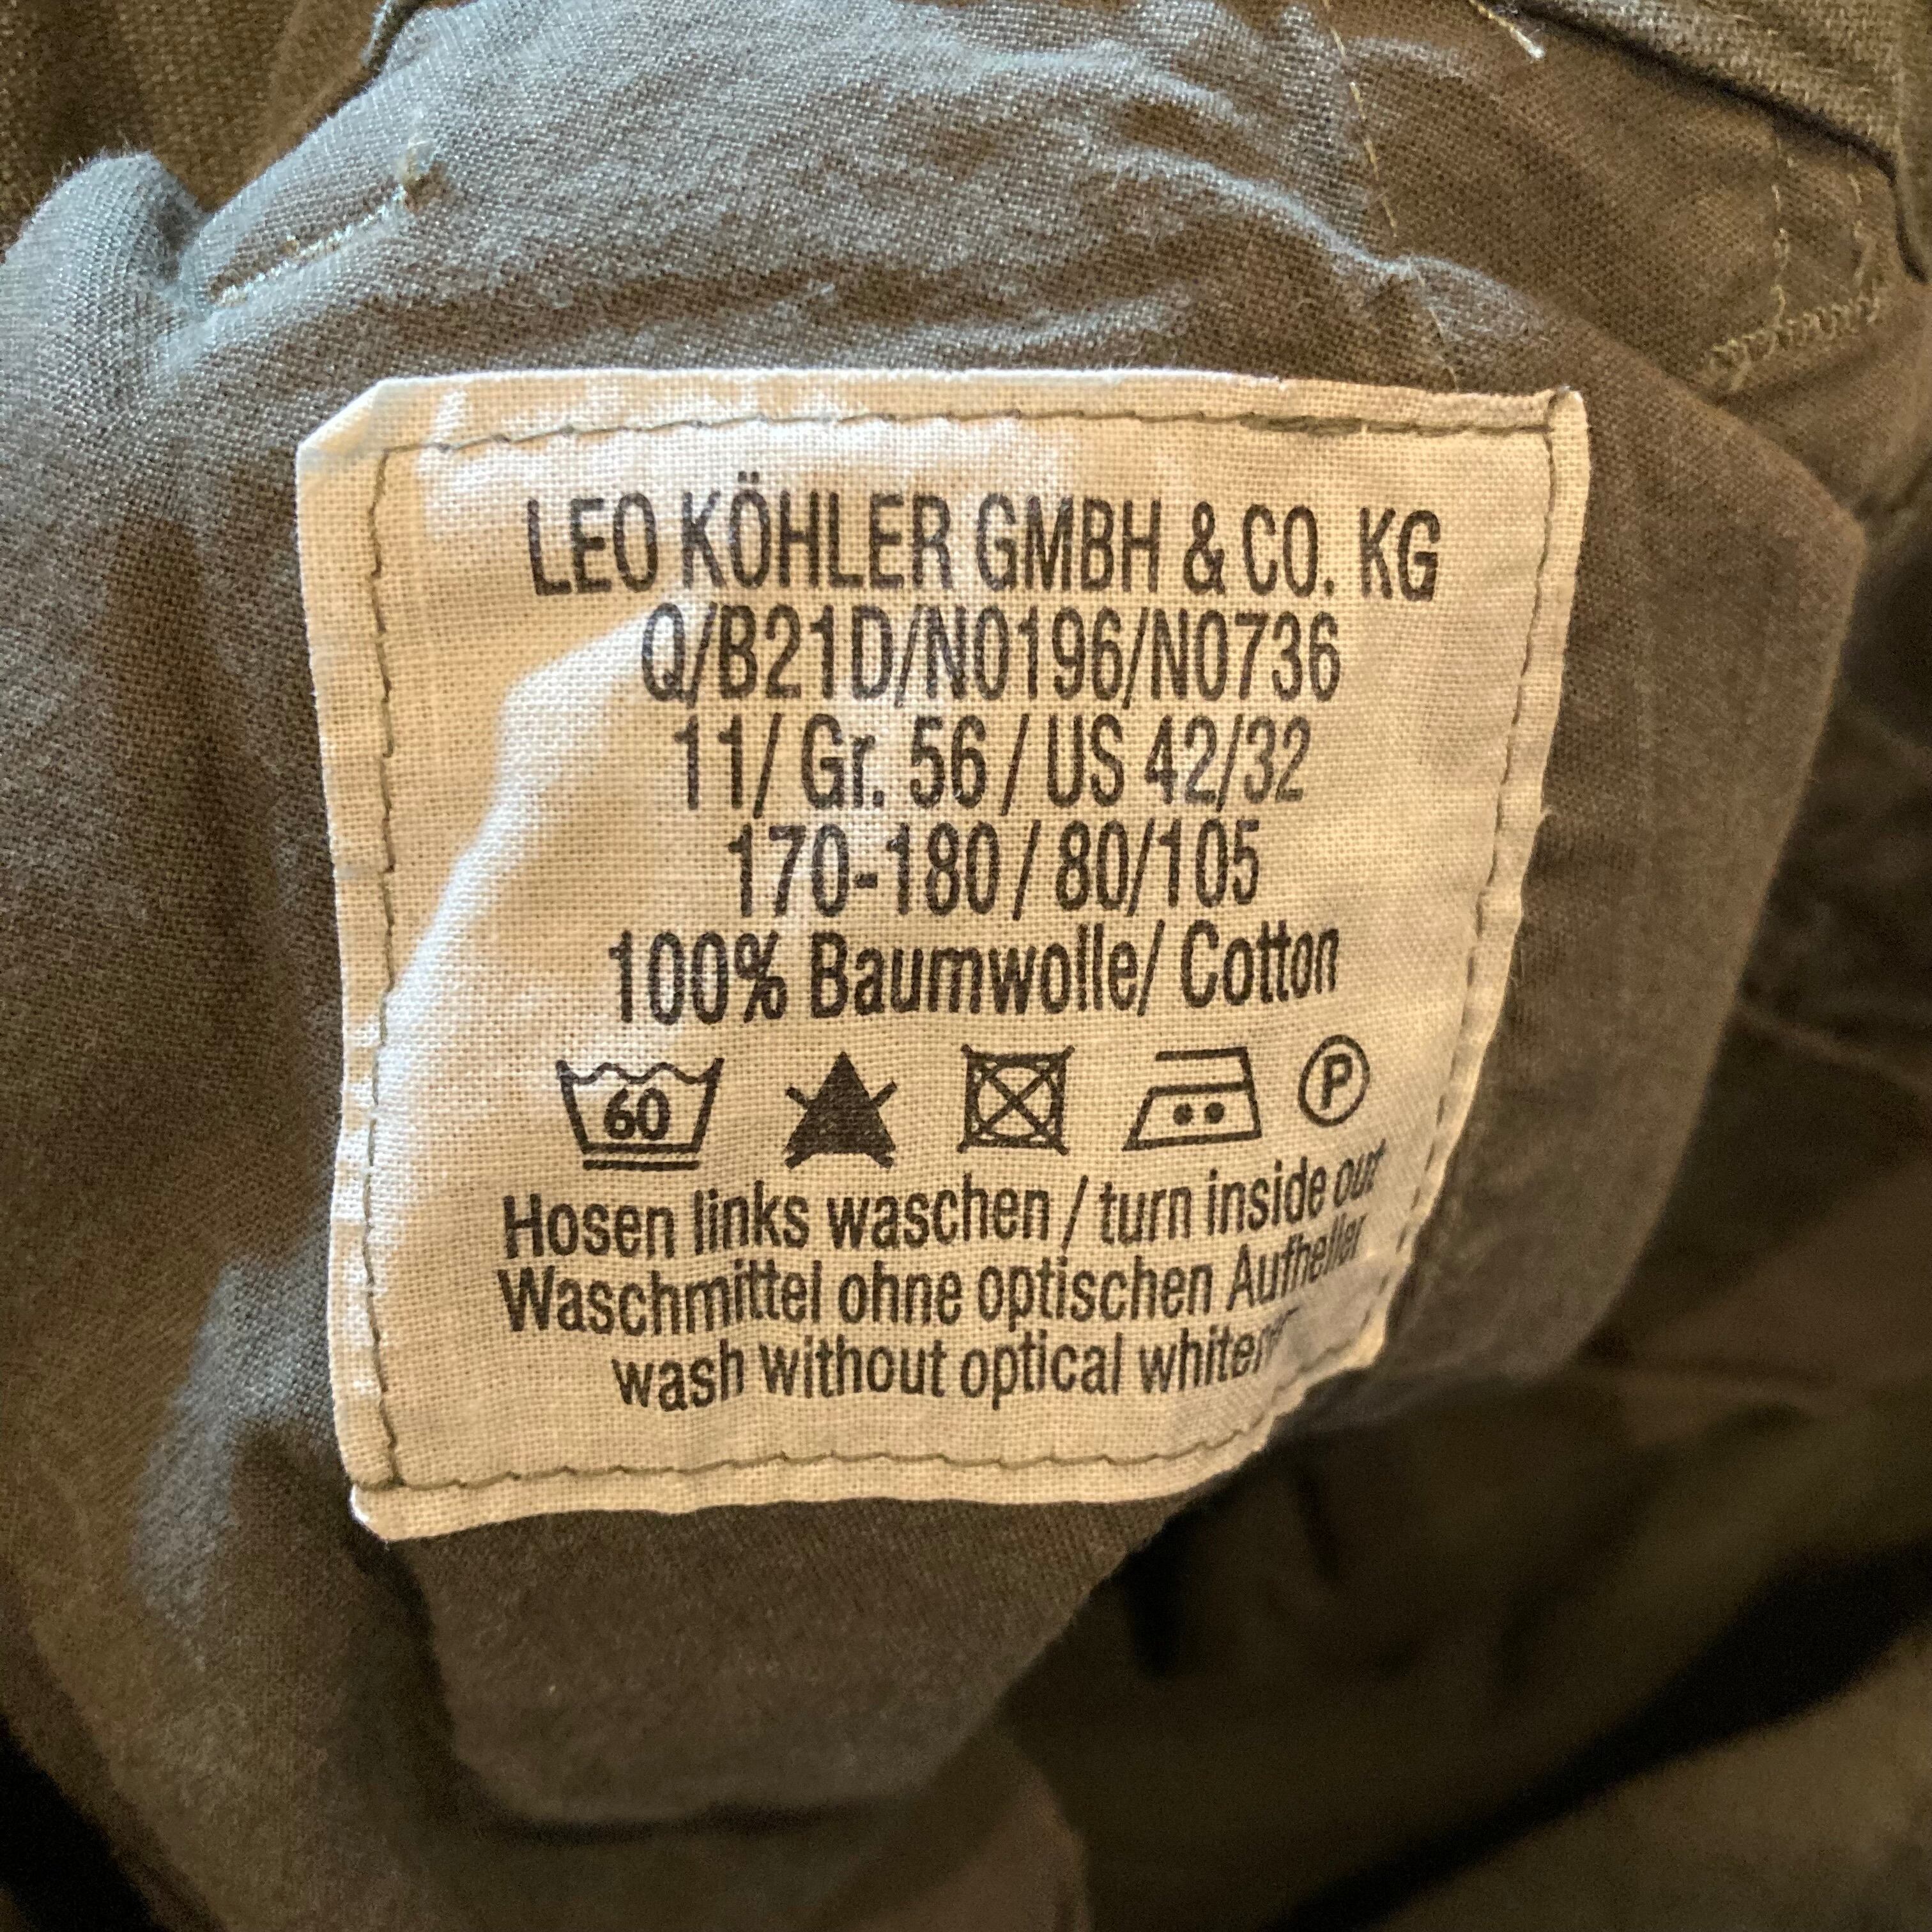 LEO KÖHLER GMBH & CO. KG
Q/B21D/N0196/N0736
11/ Gr. 56 / US 42/32
170-180 / 80/105
100% Baumwolle/ Cotton
60 P
Hosen links waschen / turn inside out
Waschmittel ohne optischen Aufheller
wash without optical whitener